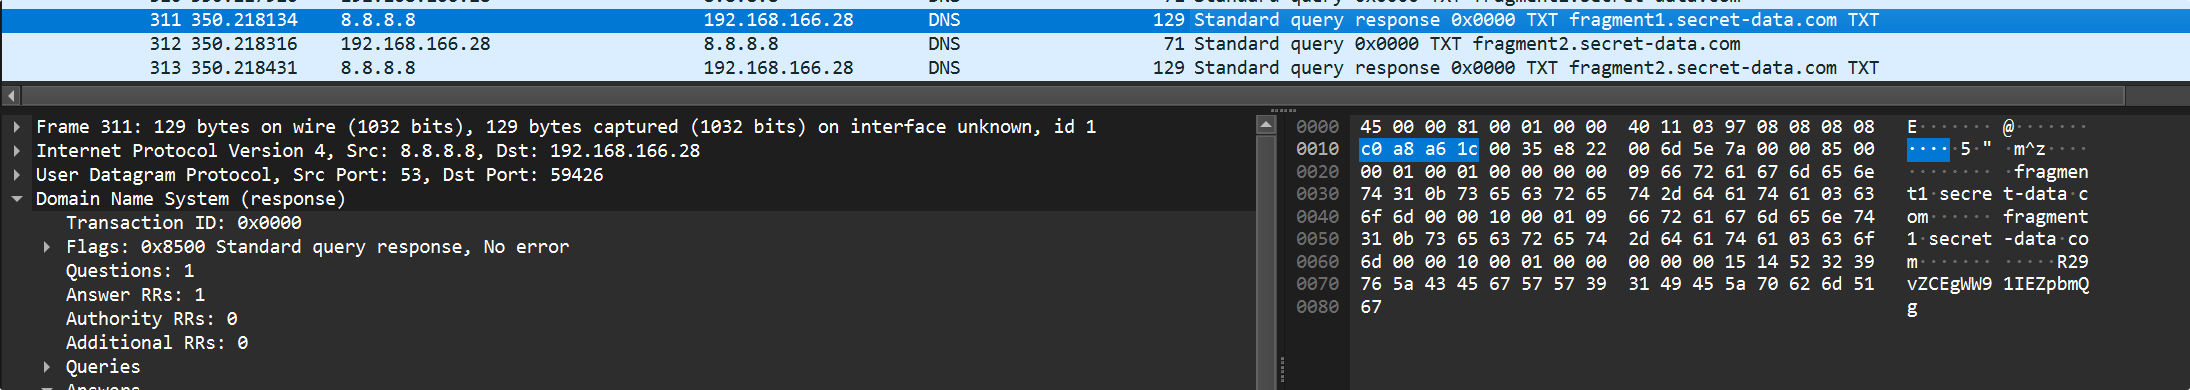 311 350.218134 8.8.8.8 192.168.166.28 DNS 129 Standard query response 0x0000 TXT fragment1.secret-data.com TXT
312 350.218316 192.168.166.28 8.8.8.8 DNS 71 Standard query 0x0000 TXT fragment2.secret-data.com
313 350.218431 8.8.8.8 192.168.166.28 DNS 129 Standard query response 0x0000 TXT fragment2.secret-data.com TXT
Frame 311: 129 bytes on wire (1032 bits), 129 bytes captured (1032 bits) on interface unknown, id 1
Internet Protocol Version 4, Src: 8.8.8.8, Dst: 192.168.166.28
User Datagram Protocol, Src Port: 53, Dst Port: 59426
Domain Name System (response)
Transaction ID: 0x0000
Flags: 0x8500 Standard query response, No error
Questions: 1
Answer RRs: 1
Authority RRs: 0
Additional RRs: 0
Queries
Answers
0000 45 00 00 81 00 01 00 00 40 11 03 97 08 08 08 08 E·······@·······
0010 c0 a8 a6 1c 00 35 e8 22 00 6d 5e 7a 00 00 85 00 ·····5·"·m^z····
0020 00 01 00 01 00 00 00 00 09 66 72 61 67 6d 65 6e ·········fragmen
0030 74 31 0b 73 65 63 72 65 74 2d 64 61 74 61 03 63 t1·secret-data·c
0040 6f 6d 00 00 10 00 01 09 66 72 61 67 6d 65 6e 74 om······fragment
0050 31 0b 73 65 63 72 65 74 2d 64 61 74 61 03 63 6f 1·secret-data·co
0060 6d 00 00 10 00 01 00 00 00 00 00 15 14 52 32 39 m············R29
0070 76 5a 43 45 67 57 57 39 31 49 45 5a 70 62 6d 51 vZCEgWW91IEZpbmQ
0080 67 g